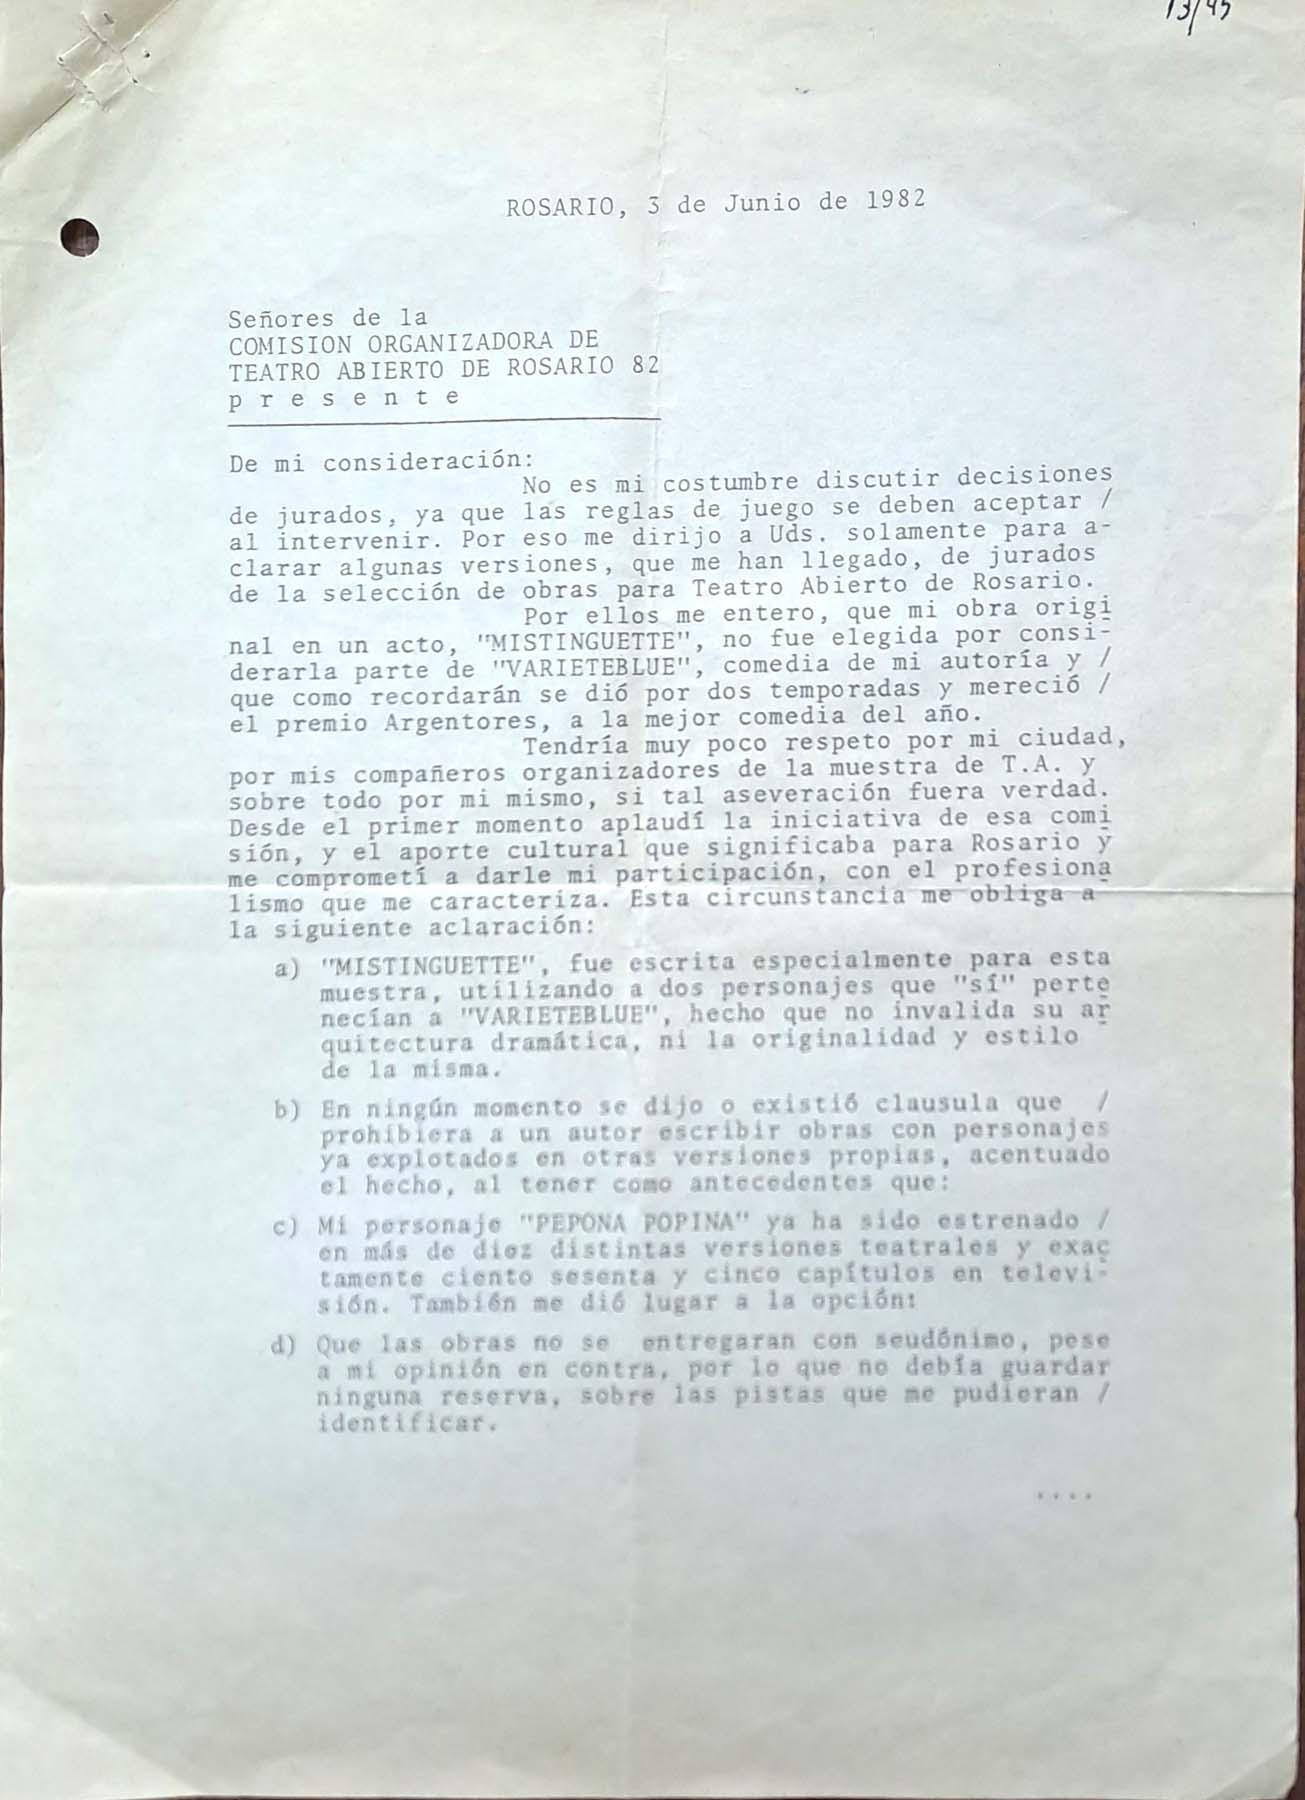 13/45
ROSARIO, 3 de Junio de 1982
Señores de la
COMISION ORGANIZADORA DE
TEATRO ABIERTO DE ROSARIO 82
p r e s e n t e
De mi consideración:
No es mi costumbre discutir decisiones
de jurados, ya que las reglas de juego se deben aceptar /
al intervenir. Por eso me dirijo a Uds. solamente para a-
clarar algunas versiones, que me han llegado, de jurados
de la selección de obras para Teatro Abierto de Rosario.
Por ellos me entero, que mi obra origi
nal en un acto, "MISTINGUETTE", no fue elegida por consi-
derarla parte de "VARIETEBLUE", comedia de mi autoría y /
que como recordarán se dió por dos temporadas y mereció /
el premio Argentores, a la mejor comedia del año.
Tendría muy poco respeto por mi ciudad,
por mis compañeros organizadores de la muestra de T.A. y
sobre todo por mi mismo, si tal aseveración fuera verdad.
Desde el primer momento aplaudí la iniciativa de esa comi
sión, y el aporte cultural que significaba para Rosario y
me comprometí a darle mi participación, con el profesiona
lismo que me caracteriza. Esta circunstancia me obliga a
la siguiente aclaración:
a) "MISTINGUETTE", fue escrita especialmente para esta
muestra, utilizando a dos personajes que "sí" perte
necían a "VARIETEBLUE", hecho que no invalida su ar
quitectura dramática, ni la originalidad y estilo
de la misma.
b) En ningún momento se dijo o existió clausula que /
prohibiera a un autor escribir obras con personajes
ya explotados en otras versiones propias, acentuado
el hecho, al tener como antecedentes que:
c) Mi personaje "PEPONA POPINA" ya ha sido estrenado /
en más de diez distintas versiones teatrales y exac
tamente ciento sesenta y cinco capítulos en televi-
sión. También me dió lugar a la opción:
d) Que las obras no se entregaran con seudónimo, pese
a mi opinión en contra, por lo que no debía guardar
ninguna reserva, sobre las pistas que me pudieran /
identificar.
....